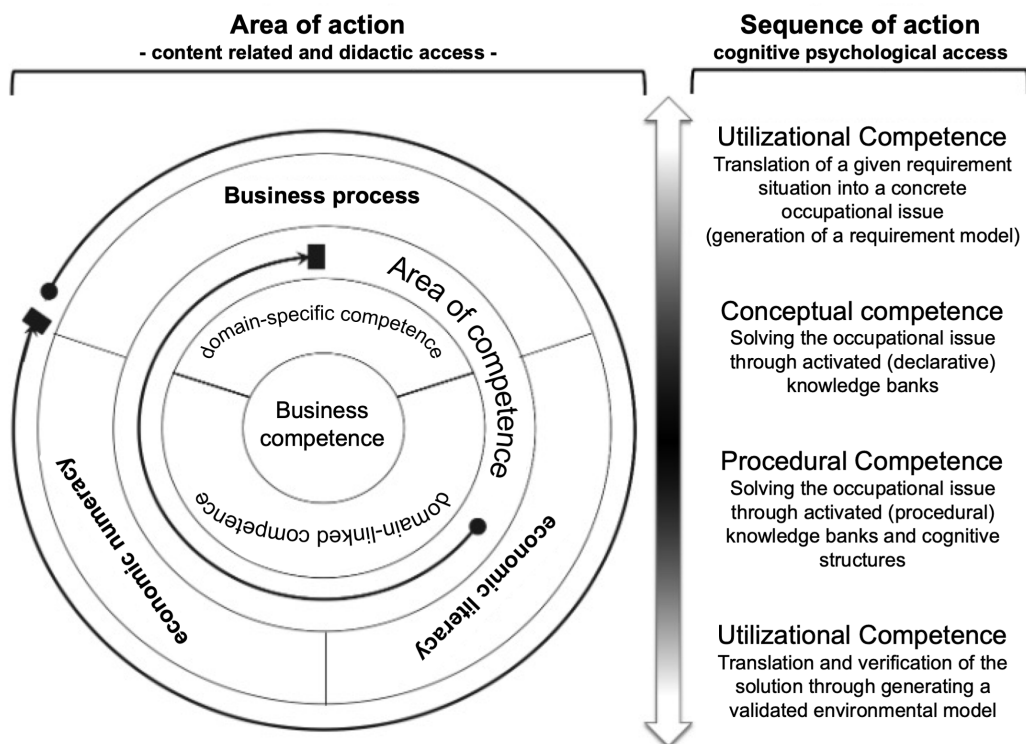 Area of action
- content related and didactic access -
Business process
Area of competence
domain-specific competence
Business
competence
domain-linked competence
economic numeracy
economic literacy
Sequence of action
cognitive psychological access
Utilizational Competence
Translation of a given requirement
situation into a concrete
occupational issue
(generation of a requirement model)
Conceptual competence
Solving the occupational issue
through activated (declarative)
knowledge banks
Procedural Competence
Solving the occupational issue
through activated (procedural)
knowledge banks and cognitive
structures
Utilizational Competence
Translation and verification of the
solution through generating a
validated environmental model